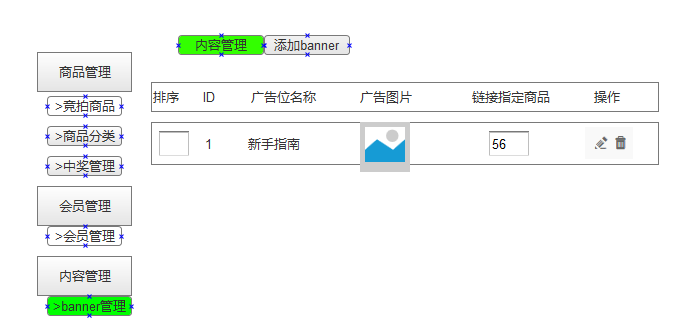 内容管理 添加banner
商品管理
>竟拍商品
>商品分类
>中奖管理
会员管理
>会员管理
内容管理
>banner管理
排序 ID 广告位名称 广告图片 链接指定商品 操作
1 新手指南 56